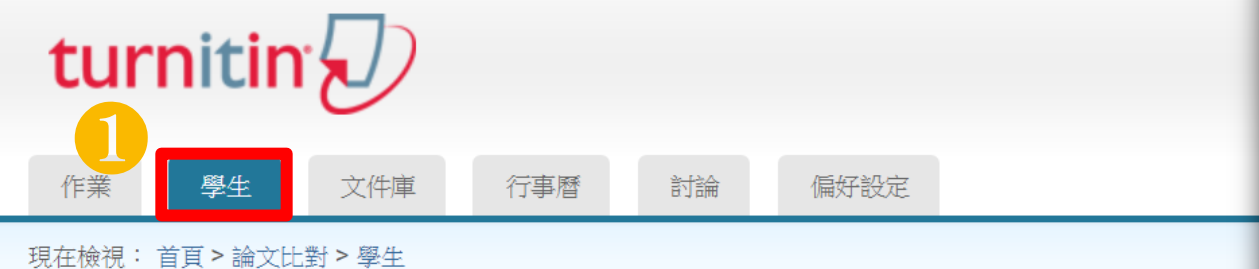 turnitin
1
作業 學生 文件庫 行事曆 討論 偏好設定
現在檢視： 首頁 > 論文比對 > 學生